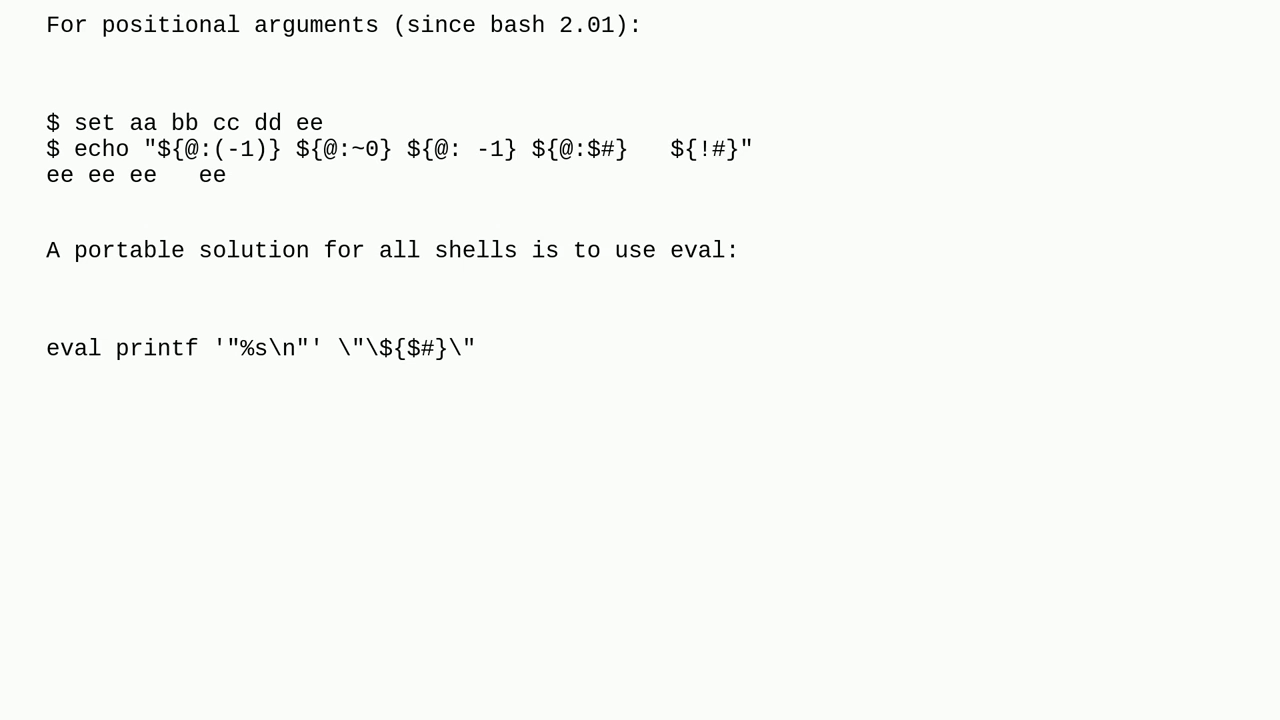 For positional arguments (since bash 2.01):
$ set aa bb cc dd ee
$ echo "${@:(-1)} ${@:~0} ${@: -1} ${@:$#}   ${!#}"
ee ee ee   ee
A portable solution for all shells is to use eval:
eval printf '"%s\n"' \"\${$#}\"